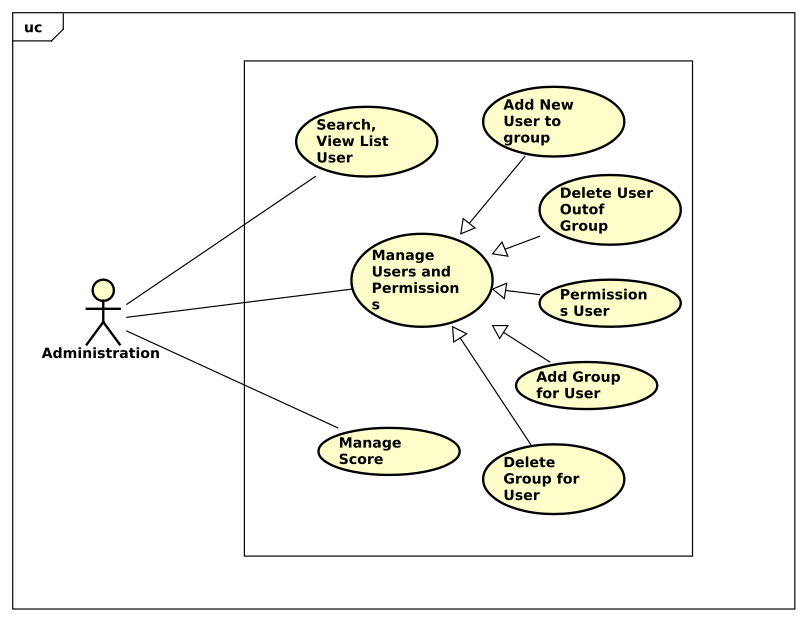 uc
Search,
View List
User
Add New
User to
group
Delete User
Outof
Group
Manage
Users and
Permission
s
Permission
s User
Administration
Add Group
for User
Manage
Score
Delete
Group for
User